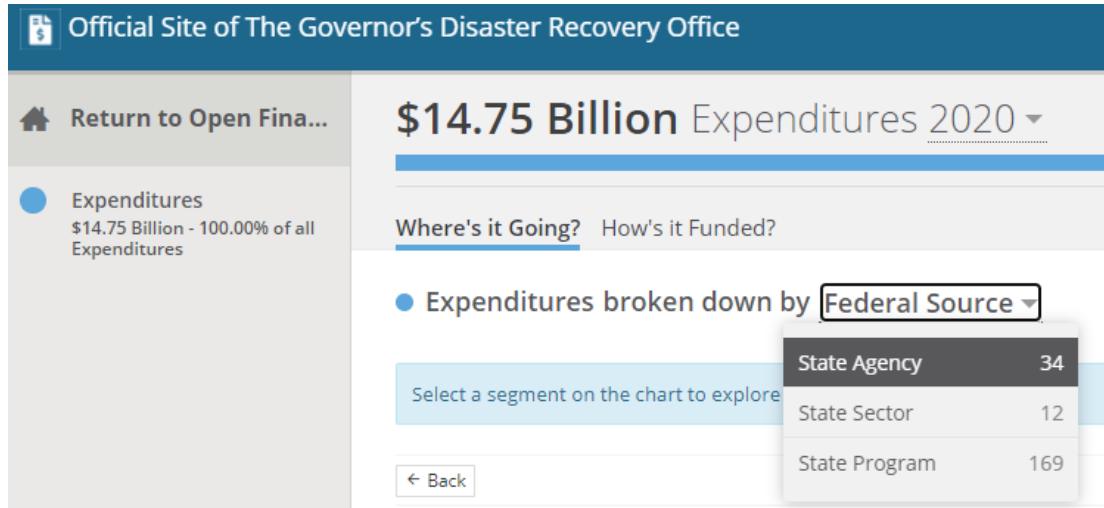 Official Site of The Governor's Disaster Recovery Office
Return to Open Fina...
Expenditures
$14.75 Billion - 100.00% of all
Expenditures
$14.75 Billion Expenditures 2020
Where's it Going? How's it Funded?
Expenditures broken down by Federal Source
State Agency 34
State Sector 12
State Program 169
Select a segment on the chart to explore
← Back